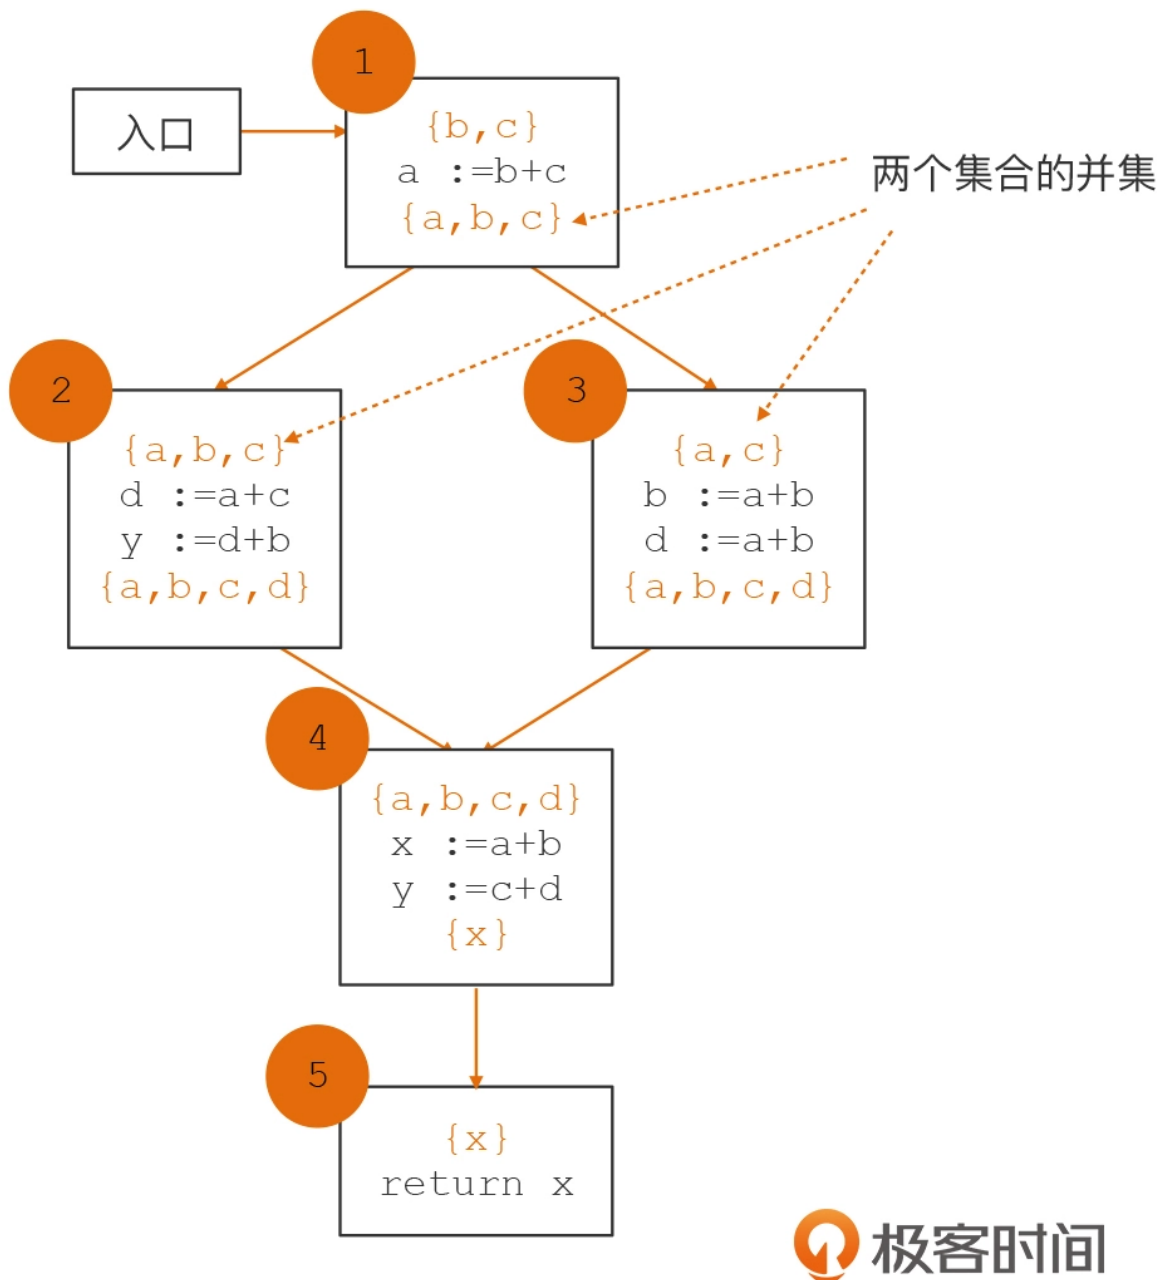 1
入口
{b,c}
a :=b+c
{a,b,c}
两个集合的并集
2
{a,b,c}
d :=a+c
y :=d+b
{a,b,c,d}
3
{a,c}
b :=a+b
d :=a+b
{a,b,c,d}
4
{a,b,c,d}
x :=a+b
y :=c+d
{x}
5
{x}
return x
极客时间